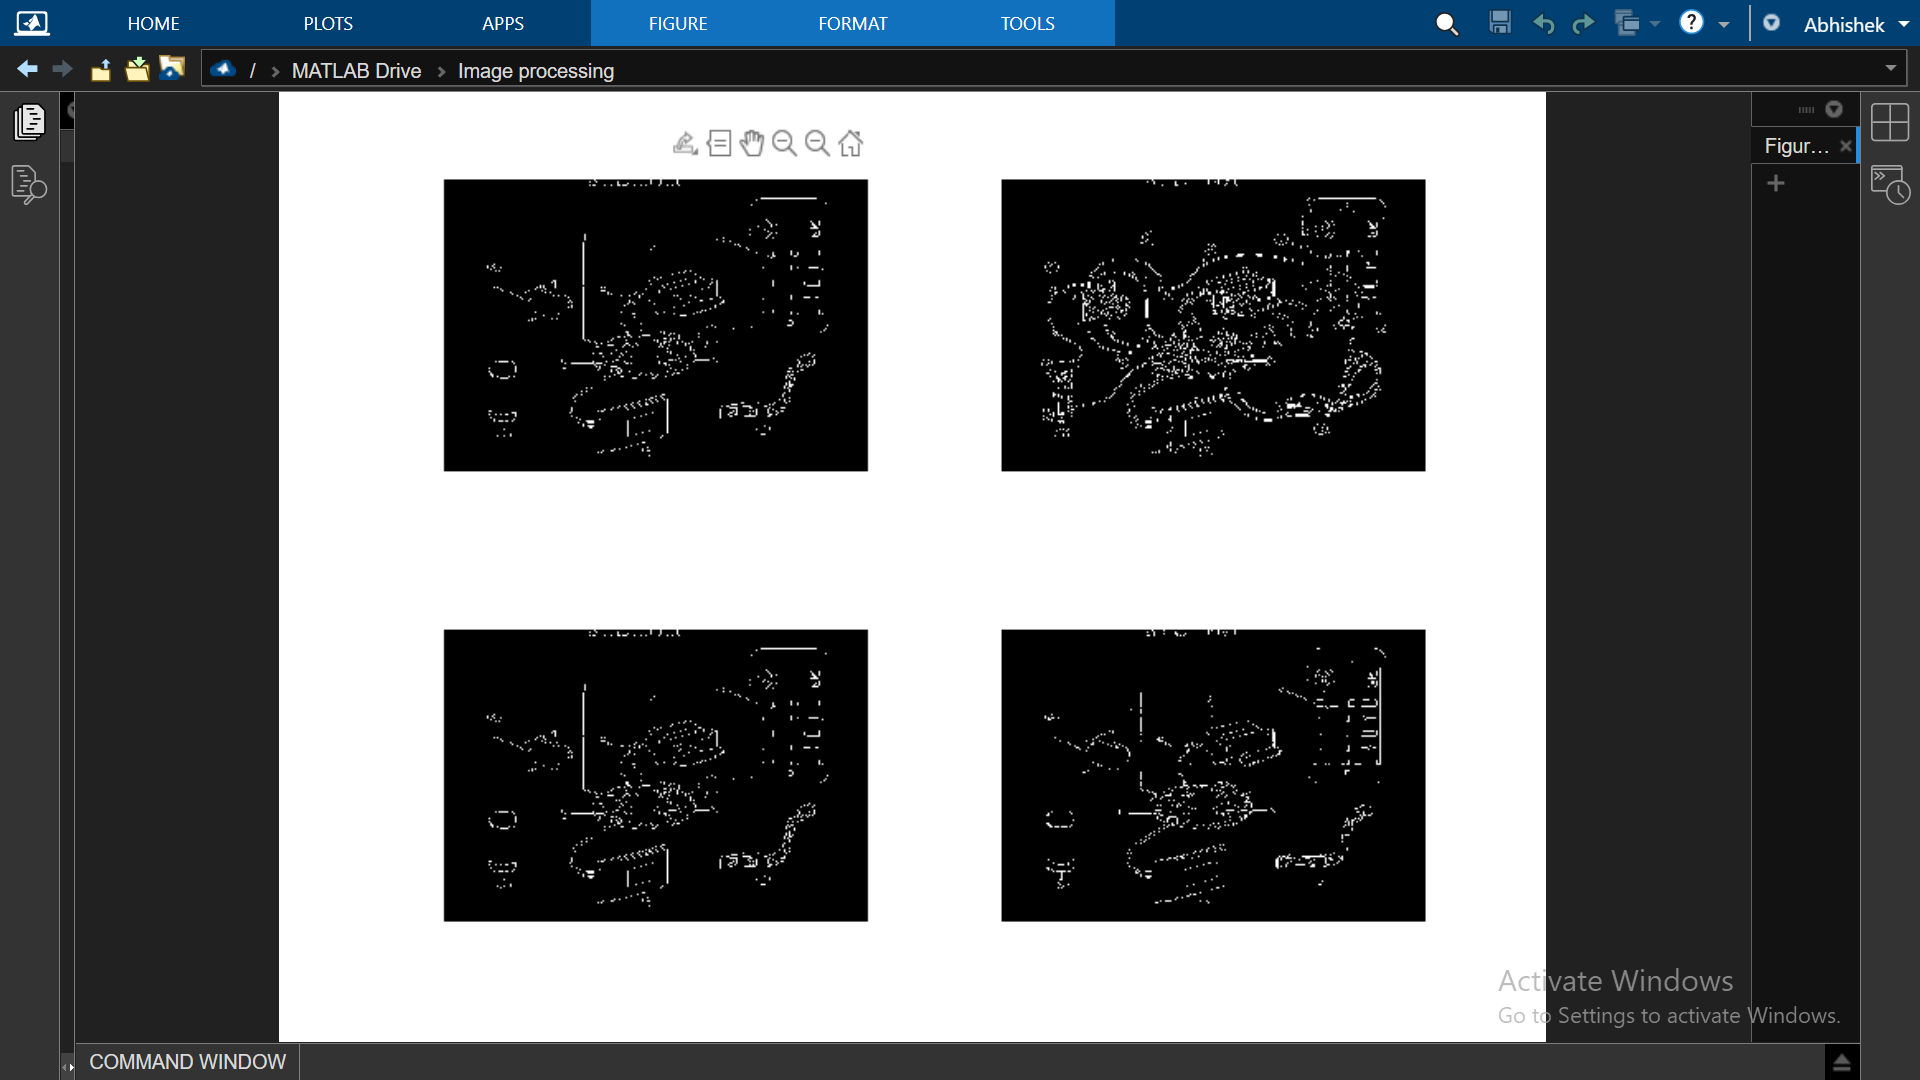 HOME PLOTS APPS FIGURE FORMAT TOOLS Abhishek
/ > MATLAB Drive > Image processing
Figur...
Activate Windows
Go to Settings to activate Windows.
COMMAND WINDOW